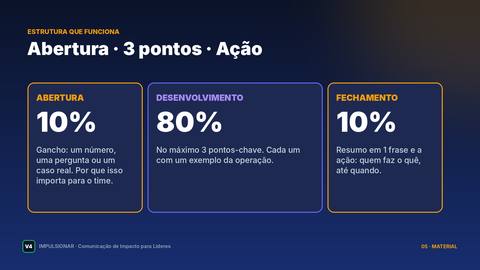 ESTRUTURA QUE FUNCIONA
Abertura · 3 pontos · Ação
ABERTURA
10%
Gancho: um número,
uma pergunta ou um
caso real. Por que isso
importa para o time.
DESENVOLVIMENTO
80%
No máximo 3 pontos-chave. Cada um
com um exemplo da operação.
FECHAMENTO
10%
Resumo em 1 frase e a
ação: quem faz o quê,
até quando.
V4
IMPULSIONAR · Comunicação de Impacto para Líderes
05 · MATERIAL